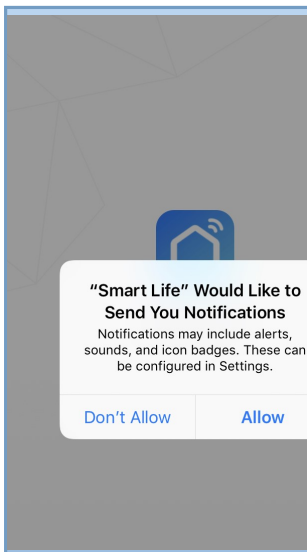 “Smart Life” Would Like to
Send You Notifications
Notifications may include alerts,
sounds, and icon badges. These can
be configured in Settings.
Don’t Allow
Allow